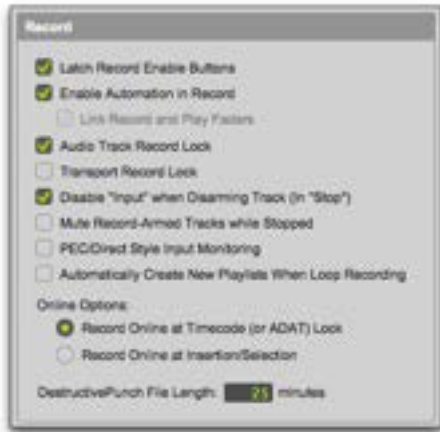 Record
Latch Record Enable Buttons
Enable Automation in Record
Link Record and Play Faders
Audio Track Record Lock
Transport Record Lock
Disable "Input" when Disarming Track (In "Stop")
Mute Record-Armed Tracks while Stopped
PEC/Direct Style Input Monitoring
Automatically Create New Playlists When Loop Recording
Online Options:
Record Online at Timecode (or ADAT) Lock
Record Online at Insertion/Selection
DestructivePunch File Length: 25 minutes